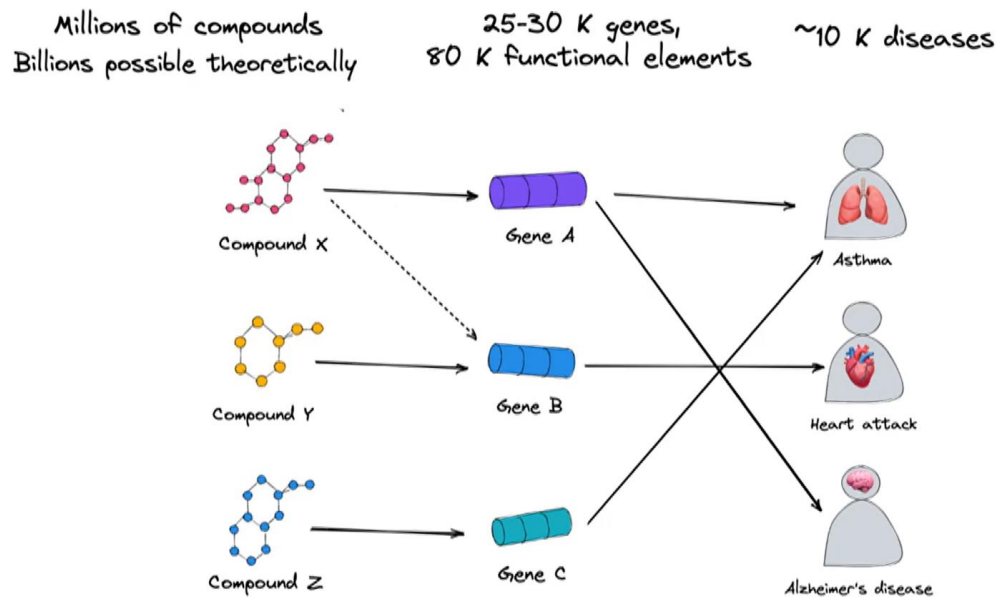 Millions of compounds
Billions possible theoretically
25-30 K genes,
80 K functional elements
~10 K diseases
Compound X
Gene A
Asthma
Compound Y
Gene B
Heart attack
Compound Z
Gene C
Alzheimer's disease